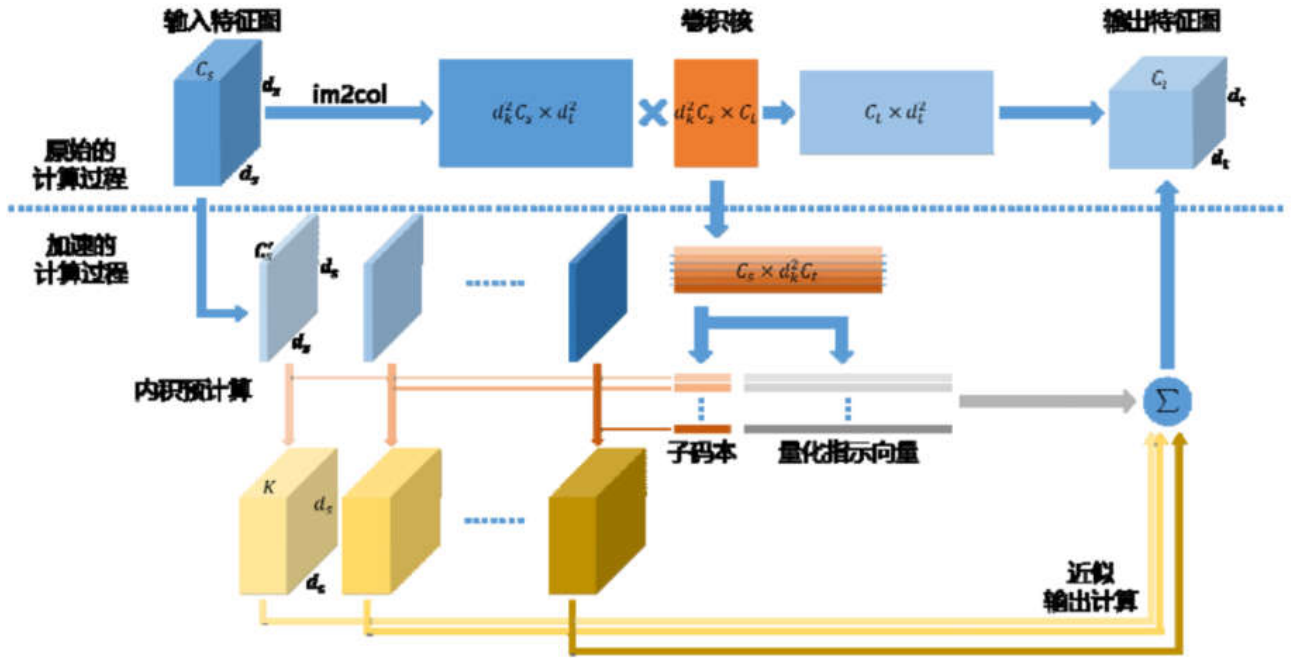 输入特征图
卷积核
输出特征图
C_s
d_s
d_s
im2col
d_k^2 C_s × d_t^2
×
d_k^2 C_s × C_t
C_t × d_t^2
C_t
d_t
d_t
原始的
计算过程
加速的
计算过程
C_s'
d_s
d_s
C_s × d_k^2 C_t
内积预计算
子码本
量化指示向量
Σ
K
d_s
d_s
近似
输出计算